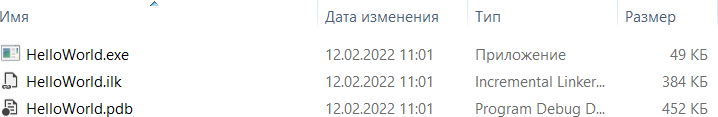 Имя Дата изменения Тип Размер
HelloWorld.exe 12.02.2022 11:01 Приложение 49 КБ
HelloWorld.ilk 12.02.2022 11:01 Incremental Linker... 384 КБ
HelloWorld.pdb 12.02.2022 11:01 Program Debug D... 452 КБ